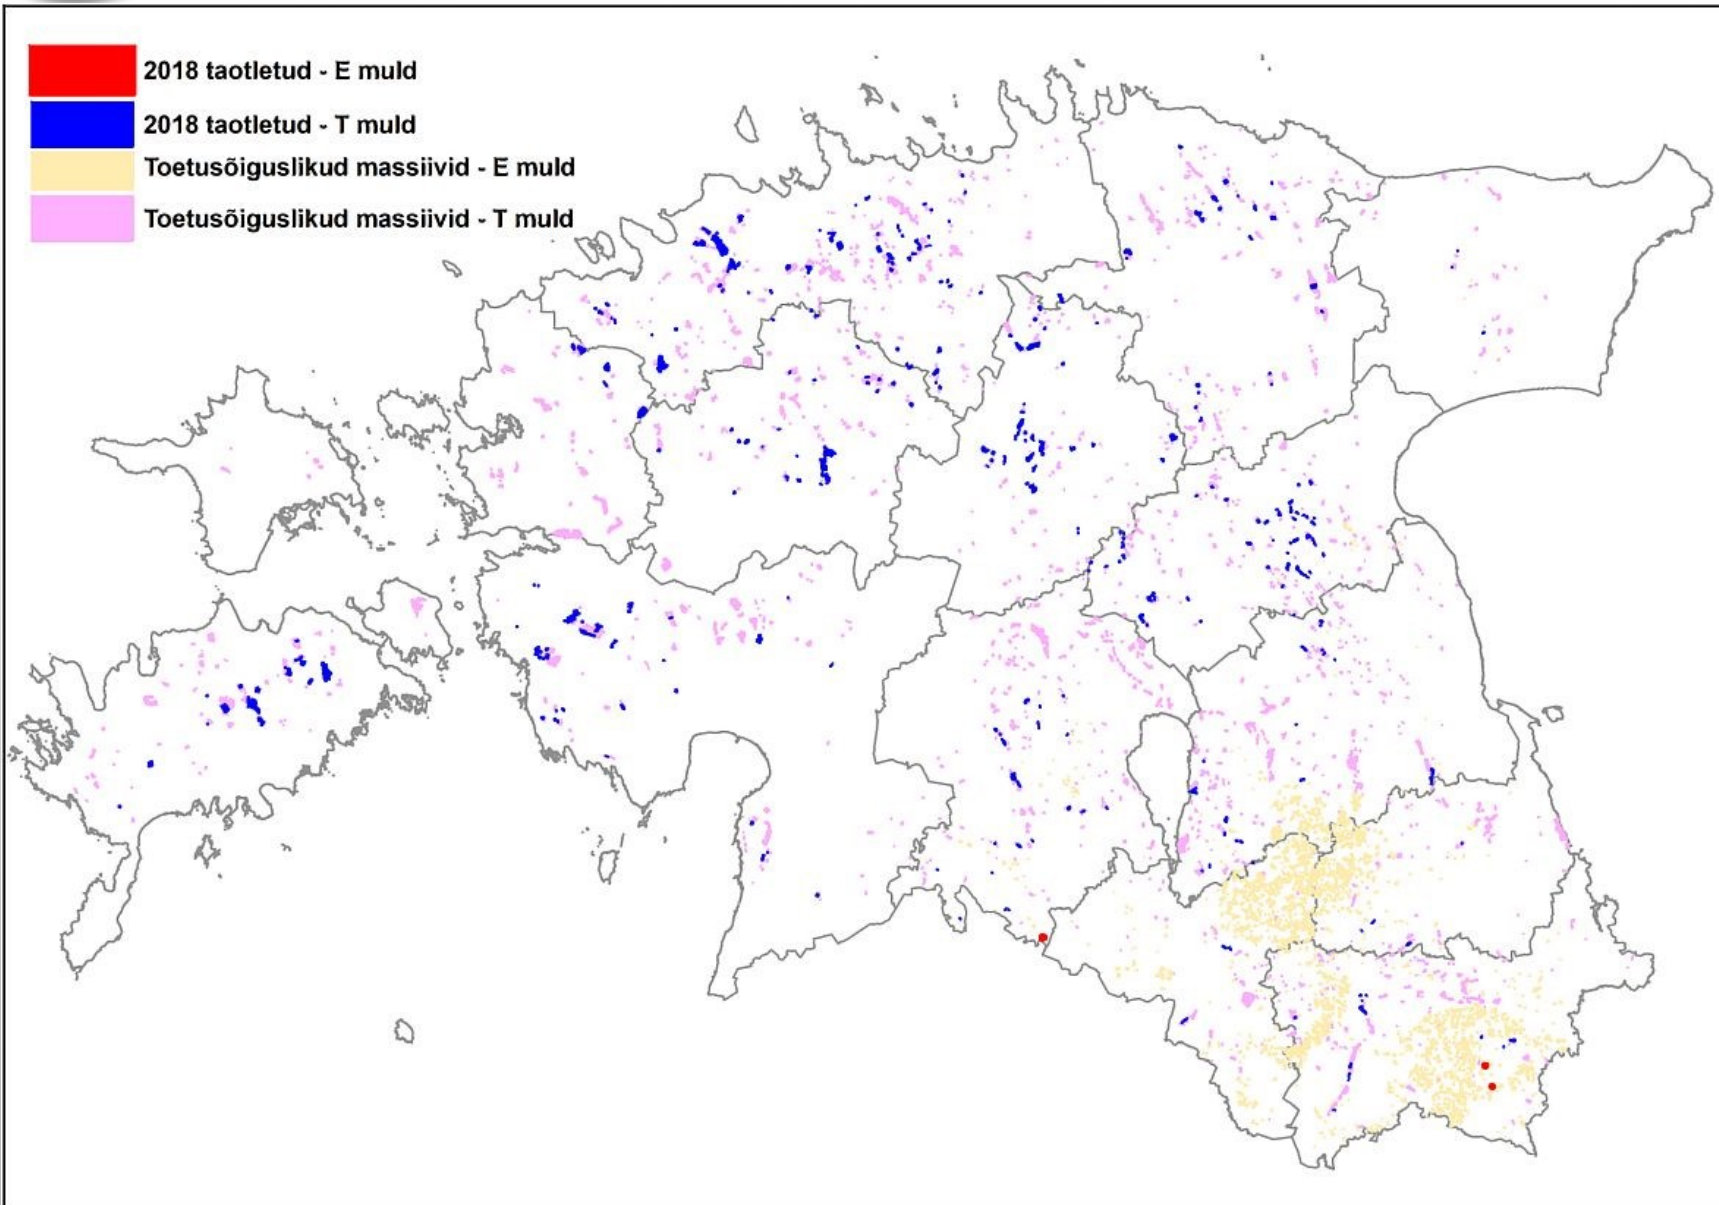 2018 taotletud - E muld
2018 taotletud - T muld
Toetusõiguslikud massiivid - E muld
Toetusõiguslikud massiivid - T muld